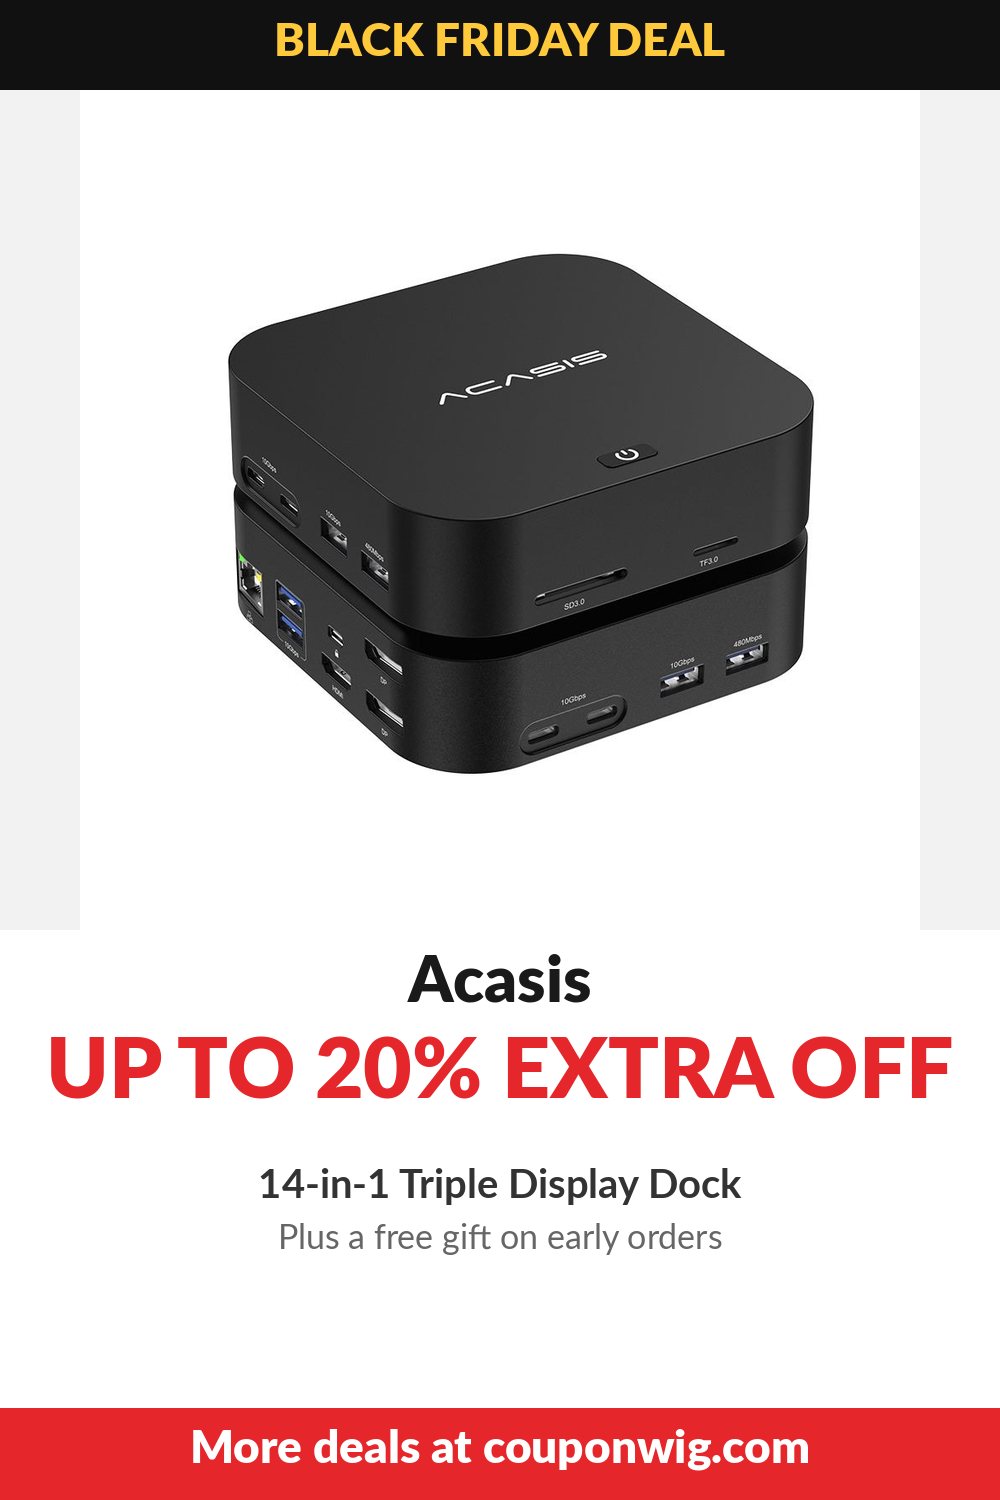 BLACK FRIDAY DEAL
ACASIS
10Gbps
10Gbps
480Mbps
SD3.0
TF3.0
10Gbps
HDMI
DP
DP
10Gbps
10Gbps
480Mbps
Acasis
UP TO 20% EXTRA OFF
14-in-1 Triple Display Dock
Plus a free gift on early orders
More deals at couponwig.com